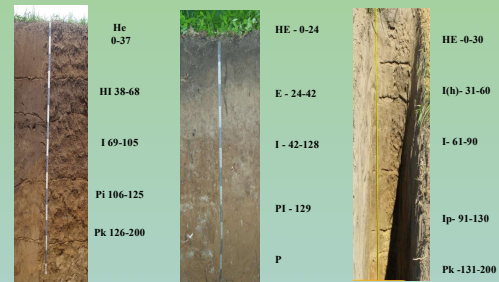 He
0-37
HI 38-68
I 69-105
Pi 106-125
Pk 126-200
HE - 0-24
E - 24-42
I - 42-128
PI - 129
P
HE -0-30
I(h)- 31-60
I- 61-90
Ip- 91-130
Pk -131-200